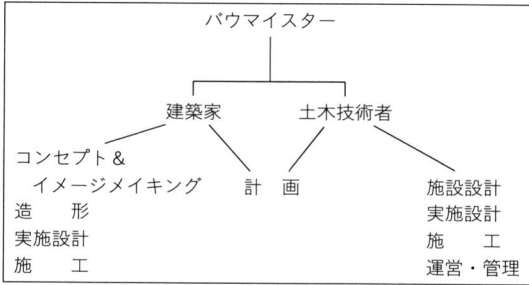 バウマイスター
建築家
土木技術者
コンセプト＆
イメージメイキング
造　　形
実施設計
施　　工
計　画
施設設計
実施設計
施　　工
運営・管理